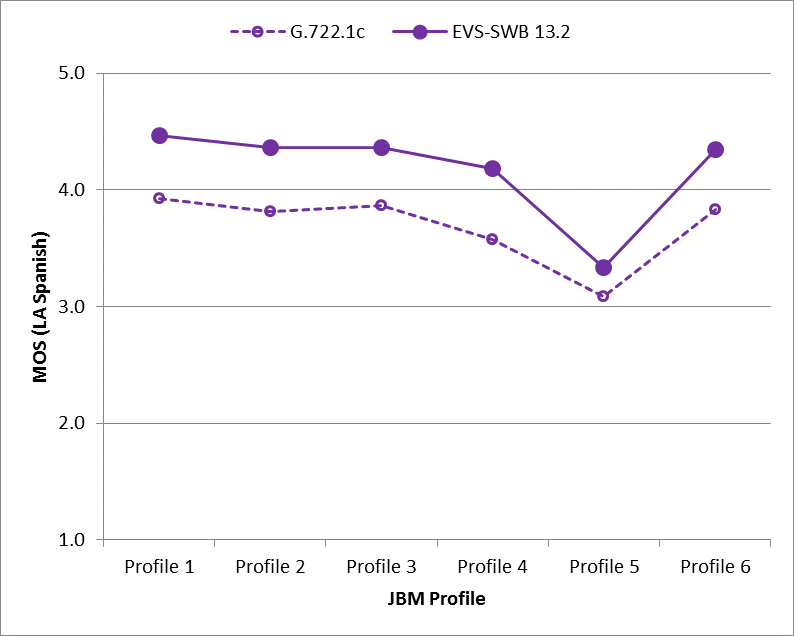 G.722.1c EVS-SWB 13.2
5.0
4.0
3.0
2.0
1.0
MOS (LA Spanish)
Profile 1 Profile 2 Profile 3 Profile 4 Profile 5 Profile 6
JBM Profile